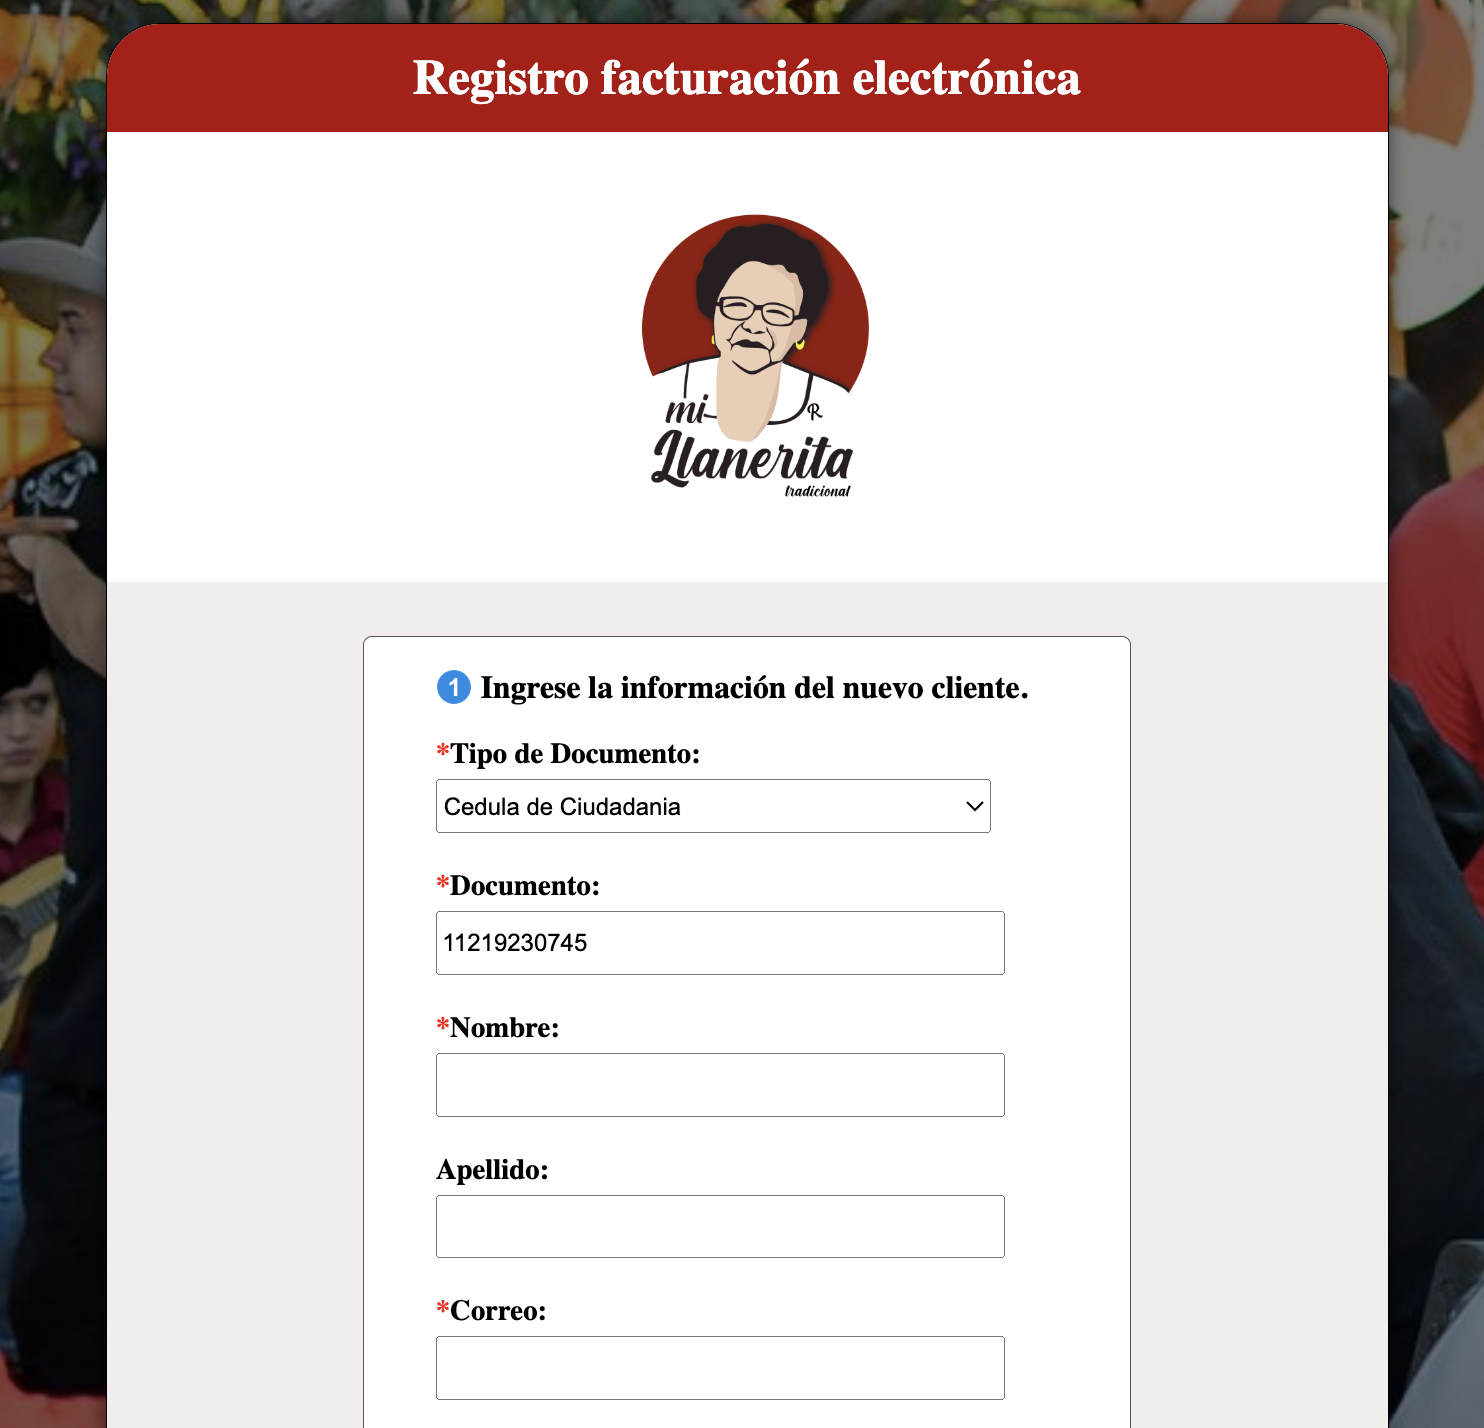 Registro facturación electrónica
mi R
Llanerita
tradicional
1 Ingrese la información del nuevo cliente.
*Tipo de Documento:
Cedula de Ciudadania
*Documento:
11219230745
*Nombre:
Apellido:
*Correo: